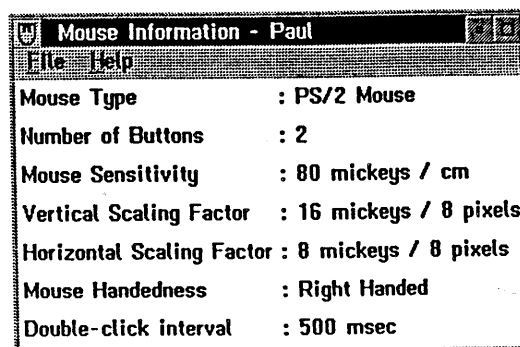 Mouse Information - Paul
File Help
Mouse Type : PS/2 Mouse
Number of Buttons : 2
Mouse Sensitivity : 80 mickeys / cm
Vertical Scaling Factor : 16 mickeys / 8 pixels
Horizontal Scaling Factor : 8 mickeys / 8 pixels
Mouse Handedness : Right Handed
Double-click interval : 500 msec